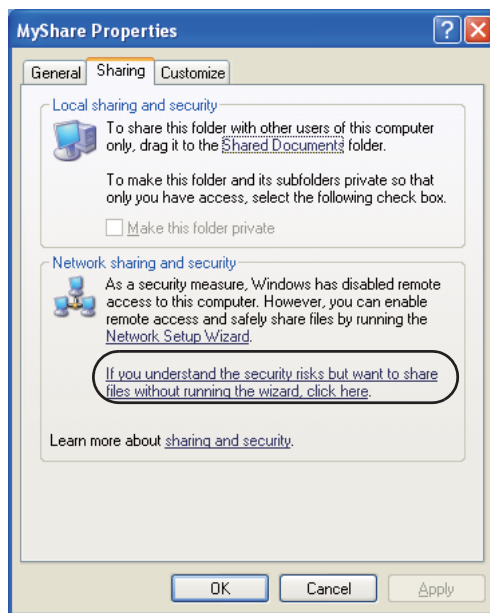 MyShare Properties
General Sharing Customize
Local sharing and security
To share this folder with other users of this computer
only, drag it to the Shared Documents folder.
To make this folder and its subfolders private so that
only you have access, select the following check box.
Make this folder private
Network sharing and security
As a security measure, Windows has disabled remote
access to this computer. However, you can enable
remote access and safely share files by running the
Network Setup Wizard.
If you understand the security risks but want to share
files without running the wizard, click here.
Learn more about sharing and security.
OK Cancel Apply